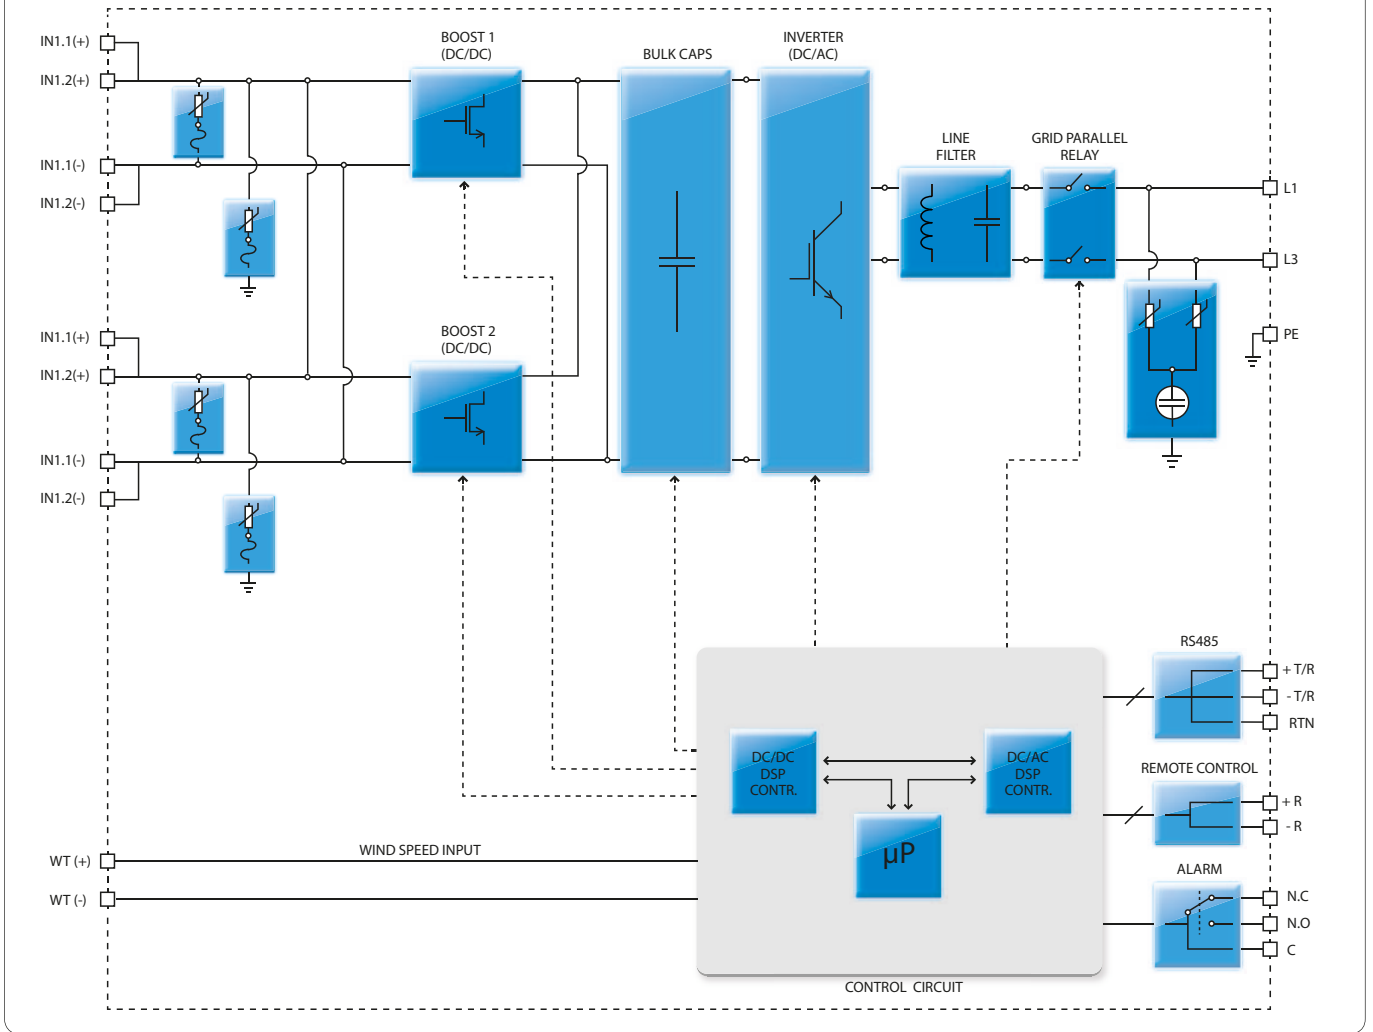 IN1.1(+)
IN1.2(+)
IN1.1(-)
IN1.2(-)
IN1.1(+)
IN1.2(+)
IN1.1(-)
IN1.2(-)
WT (+)
WT (-)
WIND SPEED INPUT
BOOST 1
(DC/DC)
BOOST 2
(DC/DC)
BULK CAPS
INVERTER
(DC/AC)
LINE
FILTER
GRID PARALLEL
RELAY
L1
L3
PE
DC/DC
DSP
CONTR.
DC/AC
DSP
CONTR.
µP
CONTROL CIRCUIT
RS485
+ T/R
- T/R
RTN
REMOTE CONTROL
+ R
- R
ALARM
N.C
N.O
C